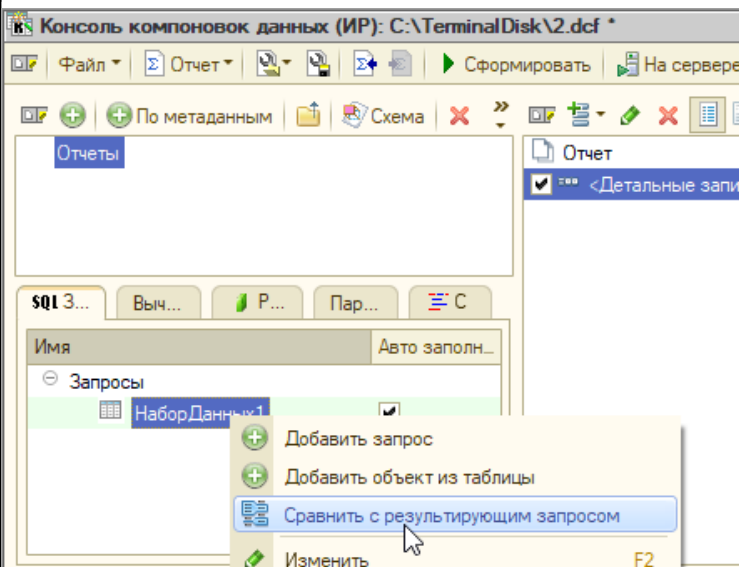 Консоль компоновок данных (ИР): C:\TerminalDisk\2.dcf *
Файл Отчет Сформировать На сервере
По метаданным Схема
Отчеты
Отчет
<Детальные запи
SQL З... Выч... Р... Пар... С
Имя Авто заполн...
Запросы
НаборДанных1
Добавить запрос
Добавить объект из таблицы
Сравнить с результирующим запросом
Изменить F2